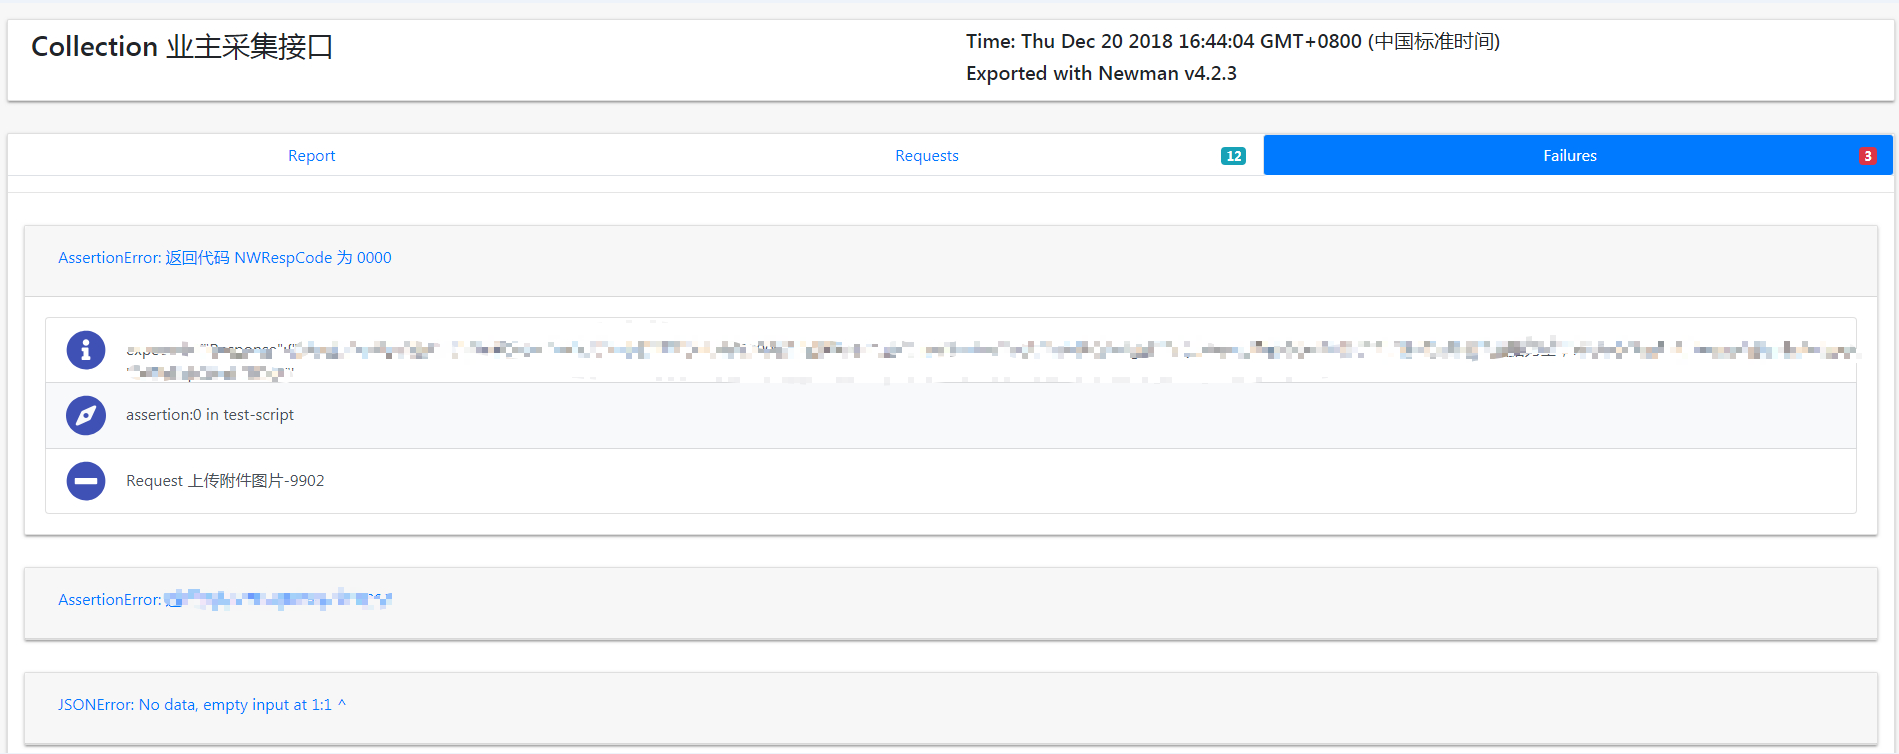 Collection 业主采集接口
Time: Thu Dec 20 2018 16:44:04 GMT+0800 (中国标准时间)
Exported with Newman v4.2.3
Report
Requests 12
Failures 3
AssertionError: 返回代码 NWRespCode 为 0000
assertion:0 in test-script
Request 上传附件图片-9902
AssertionError:
JSONError: No data, empty input at 1:1 ^